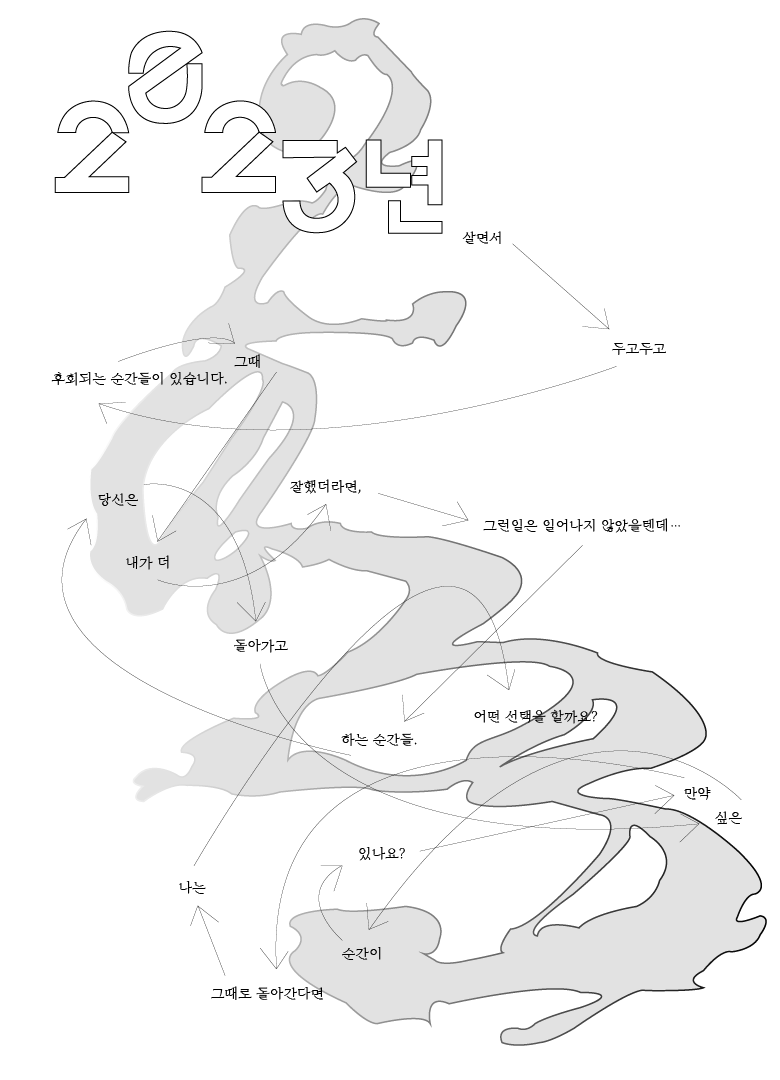 2023년
살면서
두고두고
후회되는 순간들이 있습니다.
그때
내가 더
잘했더라면,
그런일은 일어나지 않았을텐데…
하는 순간들.
당신은
돌아가고
싶은
순간이
있나요?
만약
그때로 돌아간다면
나는
어떤 선택을 할까요?